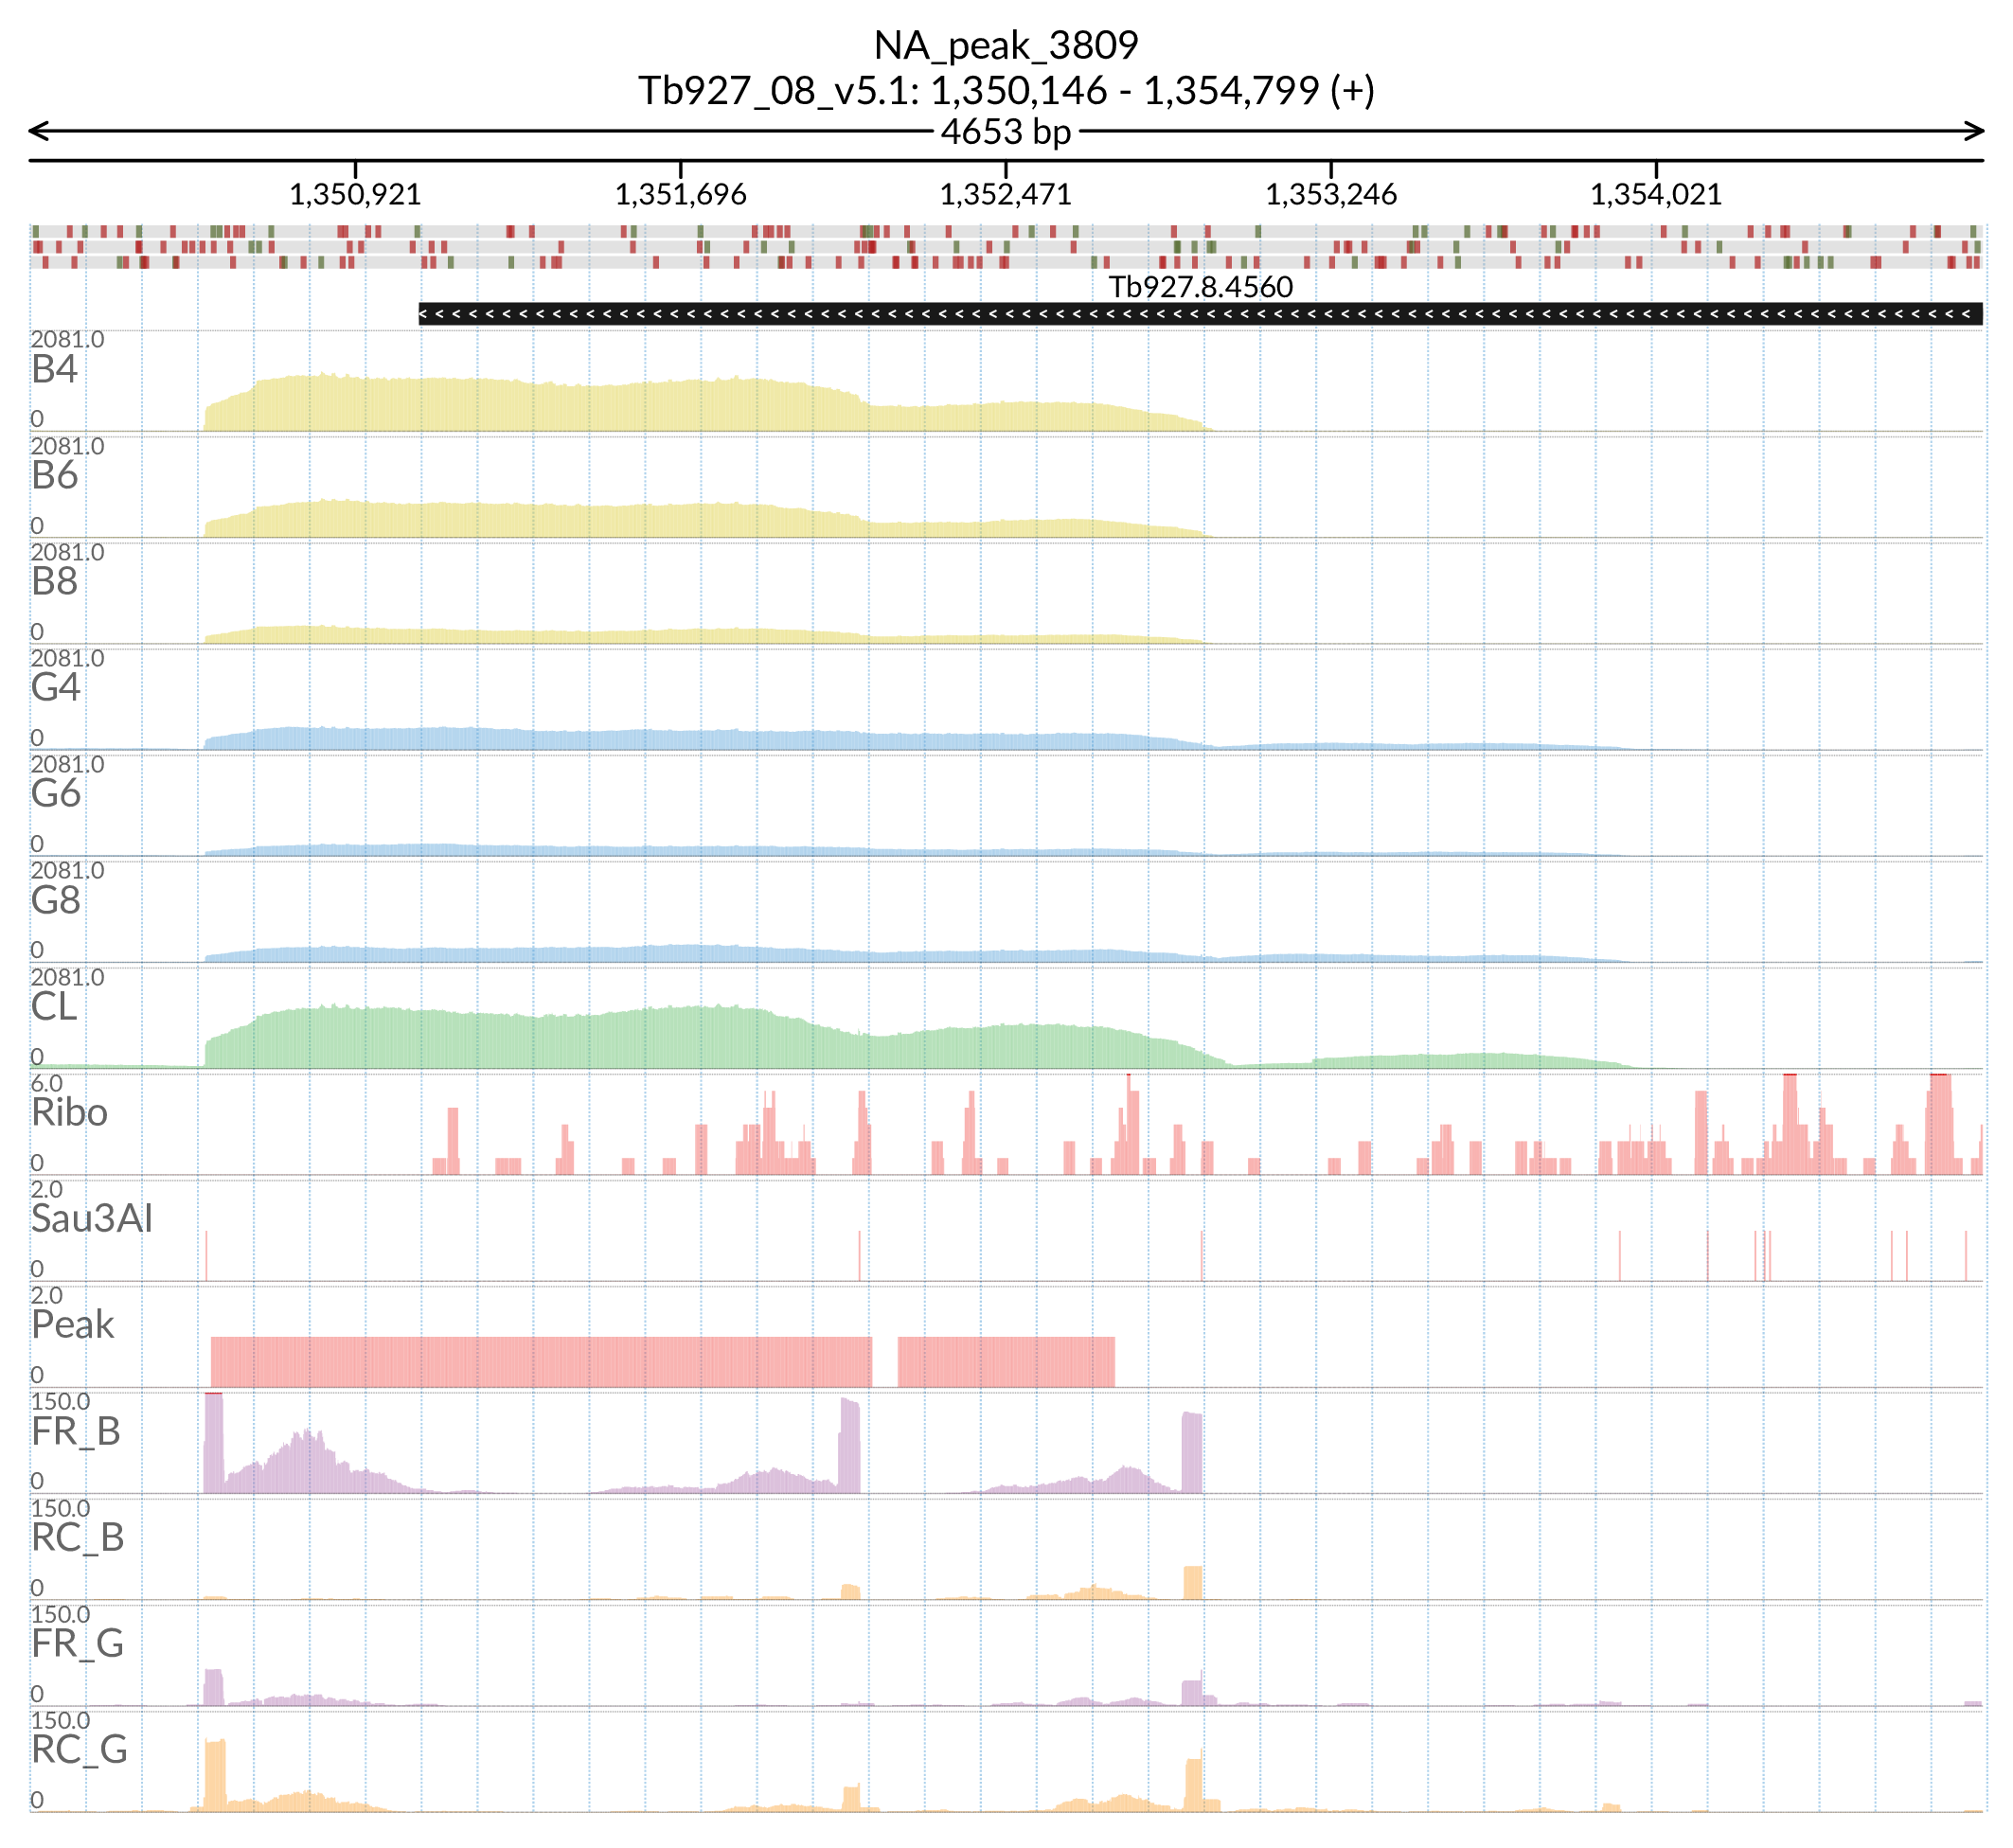 NA_peak_3809
Tb927_08_v5.1: 1,350,146 - 1,354,799 (+)
4653 bp
1,350,921 1,351,696 1,352,471 1,353,246 1,354,021
Tb927.8.4560
2081.0
B4
0
2081.0
B6
0
2081.0
B8
0
2081.0
G4
0
2081.0
G6
0
2081.0
G8
0
2081.0
CL
0
6.0
Ribo
0
2.0
Sau3AI
0
2.0
Peak
0
150.0
FR_B
0
150.0
RC_B
0
150.0
FR_G
0
150.0
RC_G
0